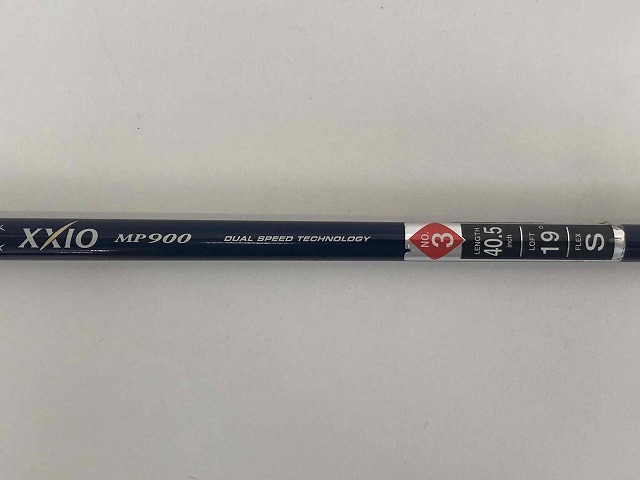 XXIO MP900 DUAL SPEED TECHNOLOGY
NO. 3
LENGTH 40.5 inch
LOFT 19°
FLEX S